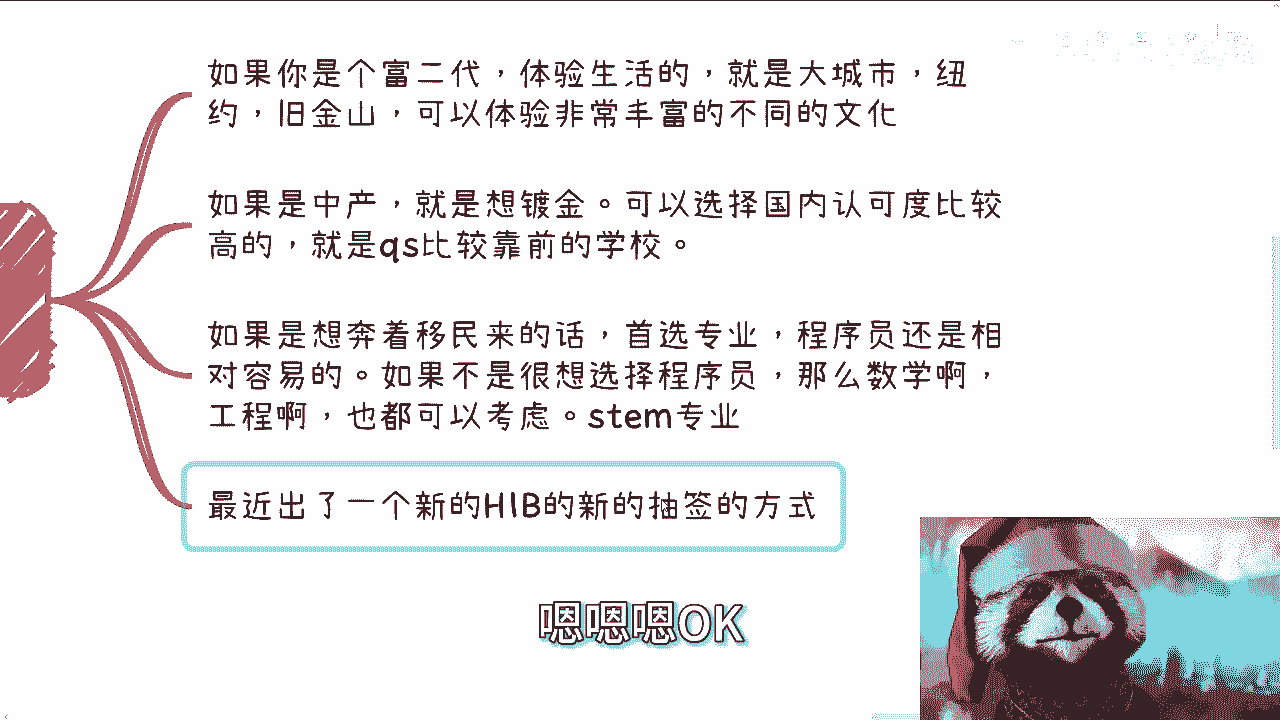 如果你是个富二代，体验生活的，就是大城市，纽
约，旧金山，可以体验非常丰富的不同的文化
如果是中产，就是想镀金。可以选择国内认可度比较
高的，就是qs比较靠前的学校。
如果是想奔着移民来的话，首选专业，程序员还是相
对容易的。如果不是很想选择程序员，那么数学啊，
工程啊，也都可以考虑。stem专业
最近出了一个新的H1B的新的抽签的方式
嗯嗯嗯OK